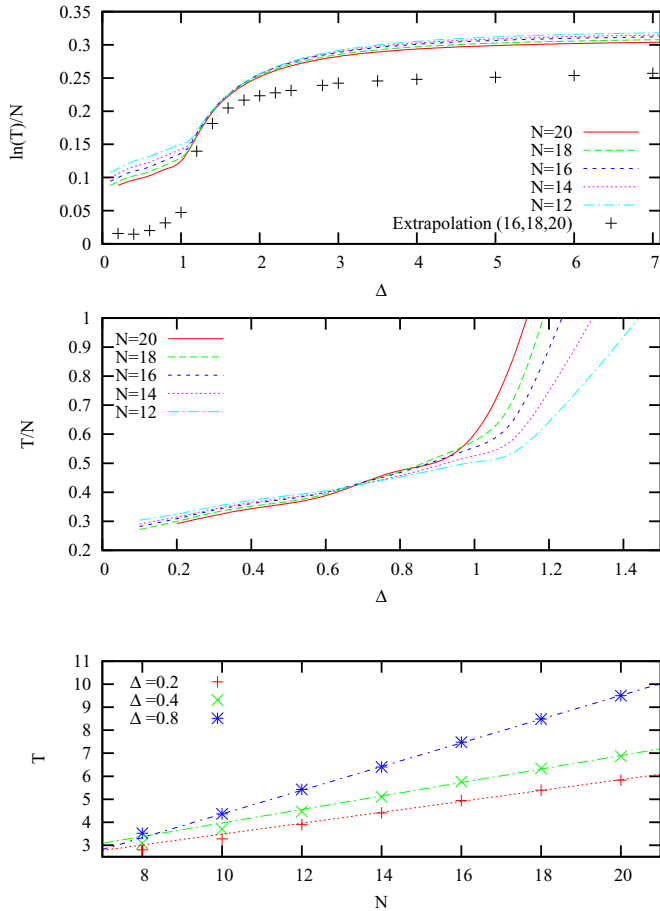 0.35
0.3
0.25
0.2
0.15
0.1
0.05
0
ln(T)/N
N=20
N=18
N=16
N=14
N=12
Extrapolation (16,18,20)
0 1 2 3 4 5 6 7
Δ
1
0.9
0.8
0.7
0.6
0.5
0.4
0.3
0.2
T/N
N=20
N=18
N=16
N=14
N=12
0 0.2 0.4 0.6 0.8 1 1.2 1.4
Δ
11
10
9
8
7
6
5
4
3
T
Δ =0.2
Δ =0.4
Δ =0.8
8 10 12 14 16 18 20
N